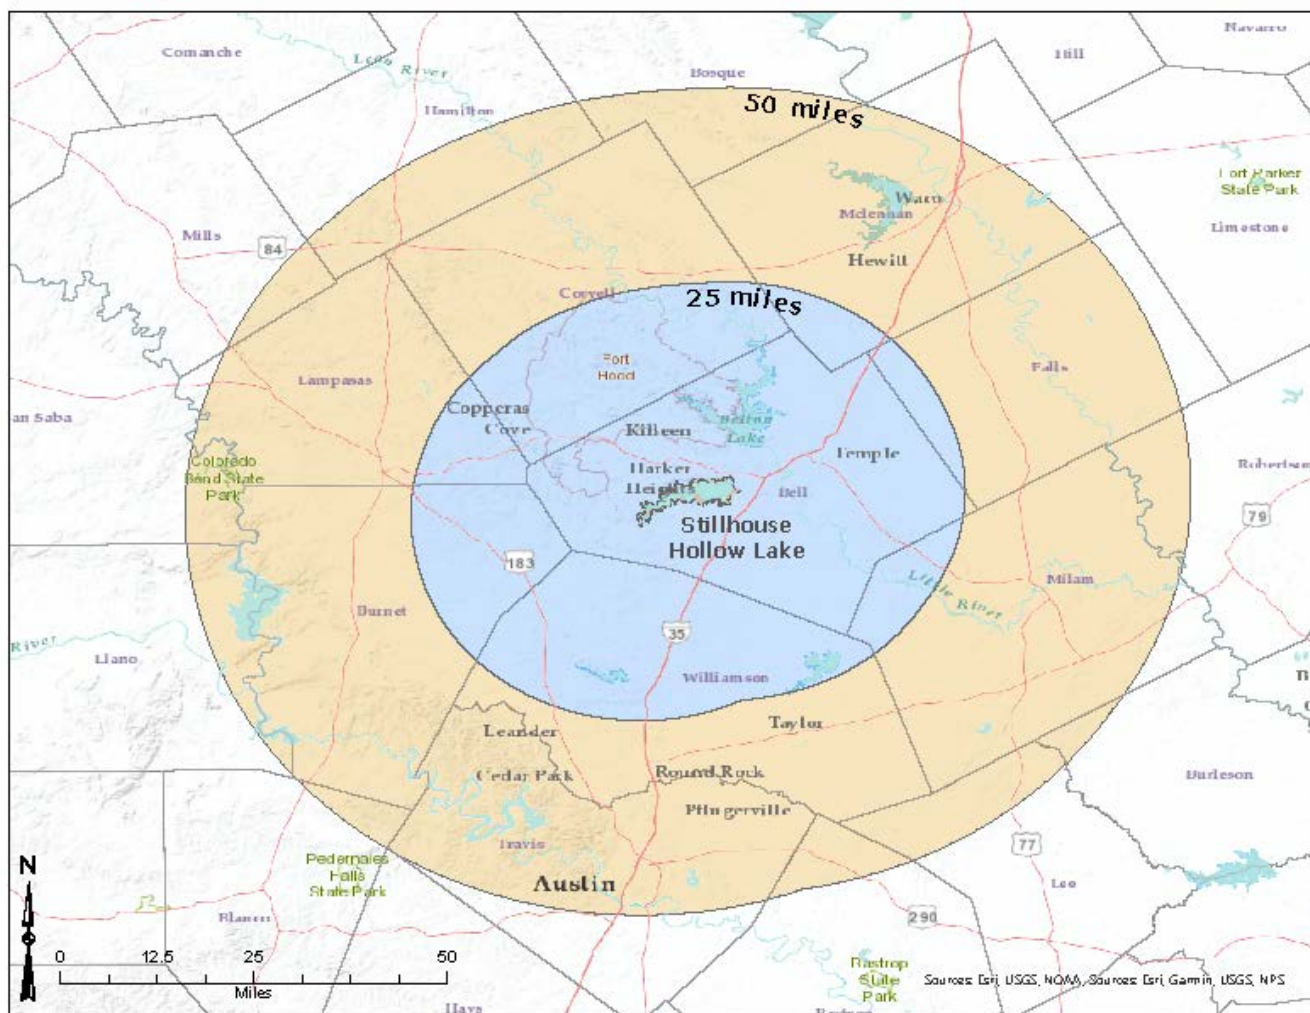 Navarro
Comanche
Hill
Leon River
Bosque
50 miles
Hamilton
Fort Parker
State Park
Waco
Mclennan
Limestone
Mills
84
Hewitt
Coryell
25 miles
Fort
Hood
Falls
Lampasas
Copperas
Cove
an Saba
Belton
Lake
Killeen
Temple
Colorado
Bend State
Park
Harker
Heights
Robertson
Bell
79
Stillhouse
Hollow Lake
183
Little River
Milam
Burnet
35
River
Llano
Williamson
B
Taylor
Leander
Cedar Park
Round Rock
Burleson
Pflugerville
Travis
77
Pedernales
Falls
State Park
N
Austin
Lee
Blanco
290
0 12.5 25 50
Miles
Bastrop
State
Park
Sources: Esri, USGS, NOAA, Sources: Esri, Garmin, USGS, NPS
Hays